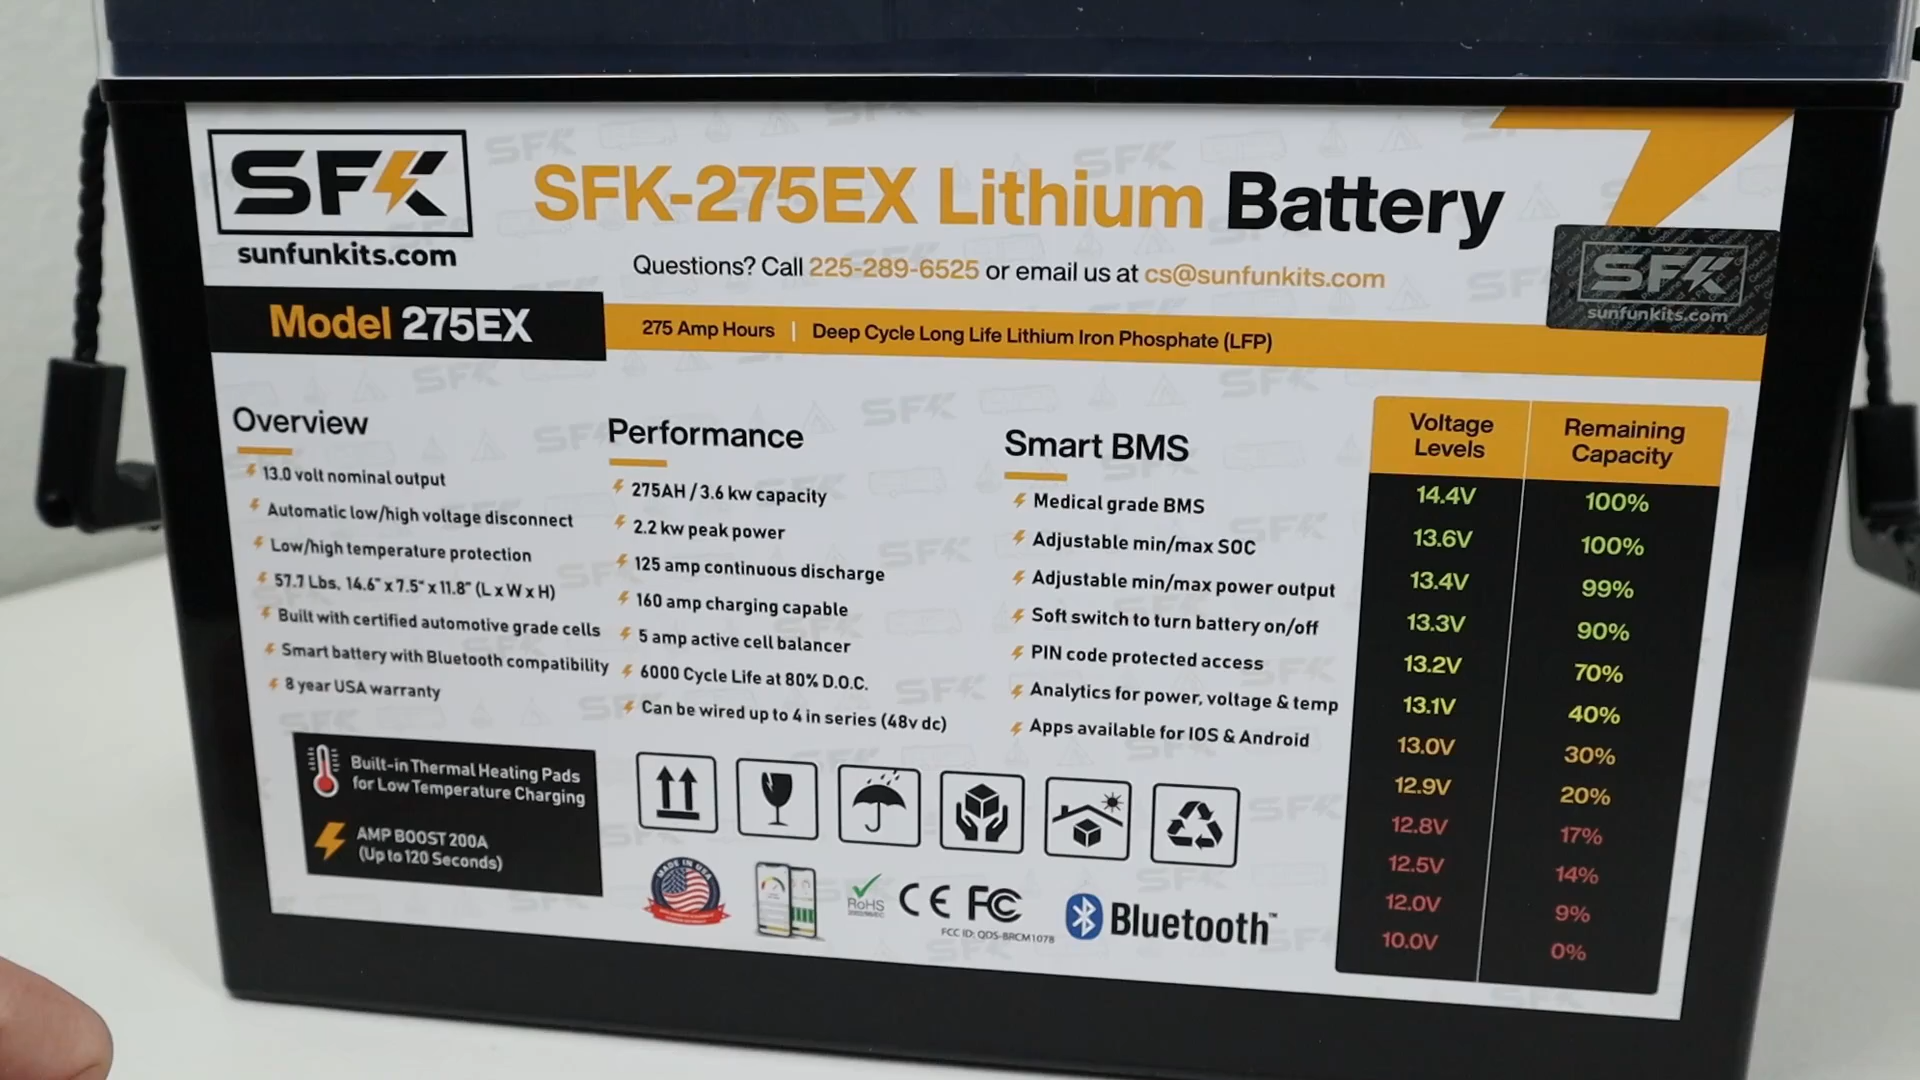 SFK
sunfunkits.com
SFK-275EX Lithium Battery
Questions? Call 225-289-6525 or email us at cs@sunfunkits.com
SFK
sunfunkits.com
Model 275EX
275 Amp Hours | Deep Cycle Long Life Lithium Iron Phosphate (LFP)
Overview
13.0 volt nominal output
Automatic low/high voltage disconnect
Low/high temperature protection
57.7 Lbs, 14.6" x 7.5" x 11.8" (L x W x H)
Built with certified automotive grade cells
Smart battery with Bluetooth compatibility
8 year USA warranty
Built-in Thermal Heating Pads
for Low Temperature Charging
AMP BOOST 200A
(Up to 120 Seconds)
Performance
275AH / 3.6 kw capacity
2.2 kw peak power
125 amp continuous discharge
160 amp charging capable
5 amp active cell balancer
6000 Cycle Life at 80% D.O.C.
Can be wired up to 4 in series (48v dc)
Smart BMS
Medical grade BMS
Adjustable min/max SOC
Adjustable min/max power output
Soft switch to turn battery on/off
PIN code protected access
Analytics for power, voltage & temp
Apps available for IOS & Android
MADE IN USA
RoHS
CE FC
FCC ID: QDS-BRCM1078
Bluetooth™
Voltage Levels Remaining Capacity
14.4V 100%
13.6V 100%
13.4V 99%
13.3V 90%
13.2V 70%
13.1V 40%
13.0V 30%
12.9V 20%
12.8V 17%
12.5V 14%
12.0V 9%
10.0V 0%